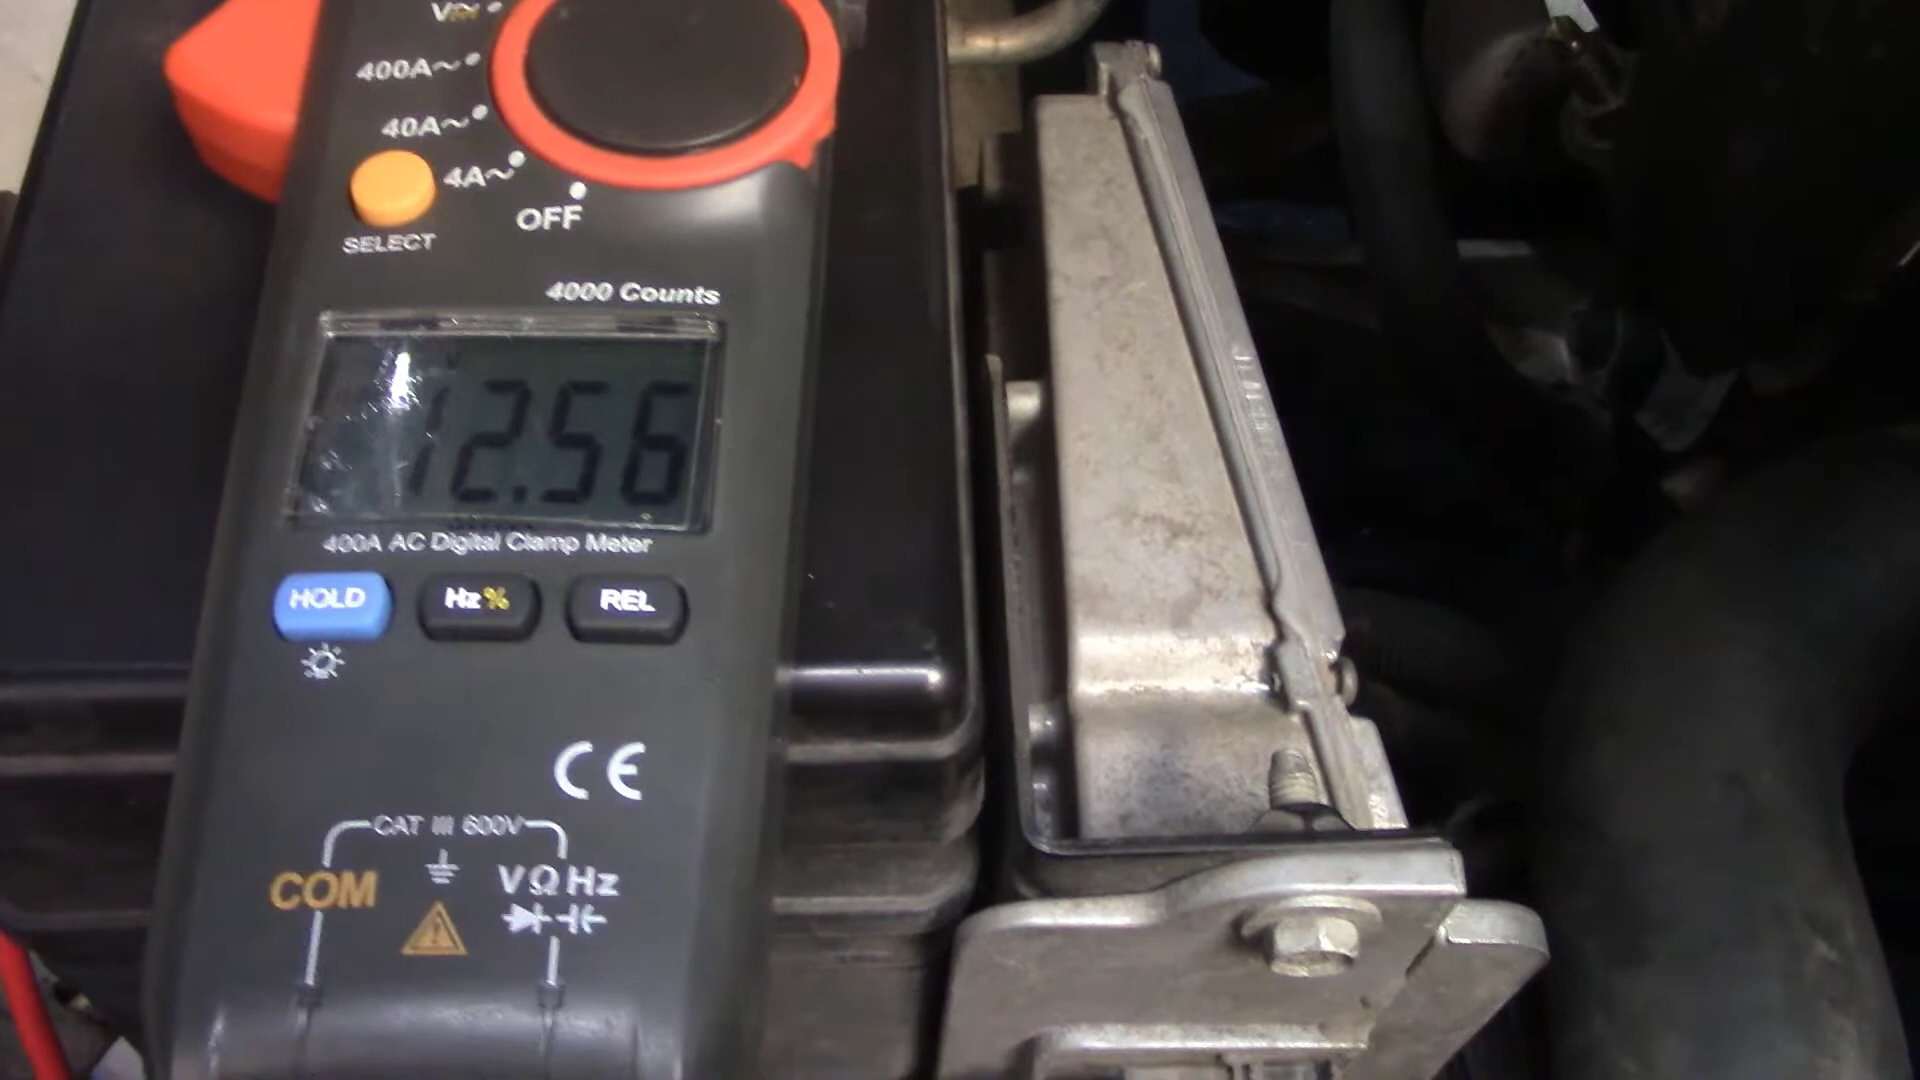 V
400A~
40A~
4A~
OFF
SELECT
4000 Counts
12.56
400A AC Digital Clamp Meter
HOLD
Hz%
REL
CE
CAT III 600V
COM
VΩHz